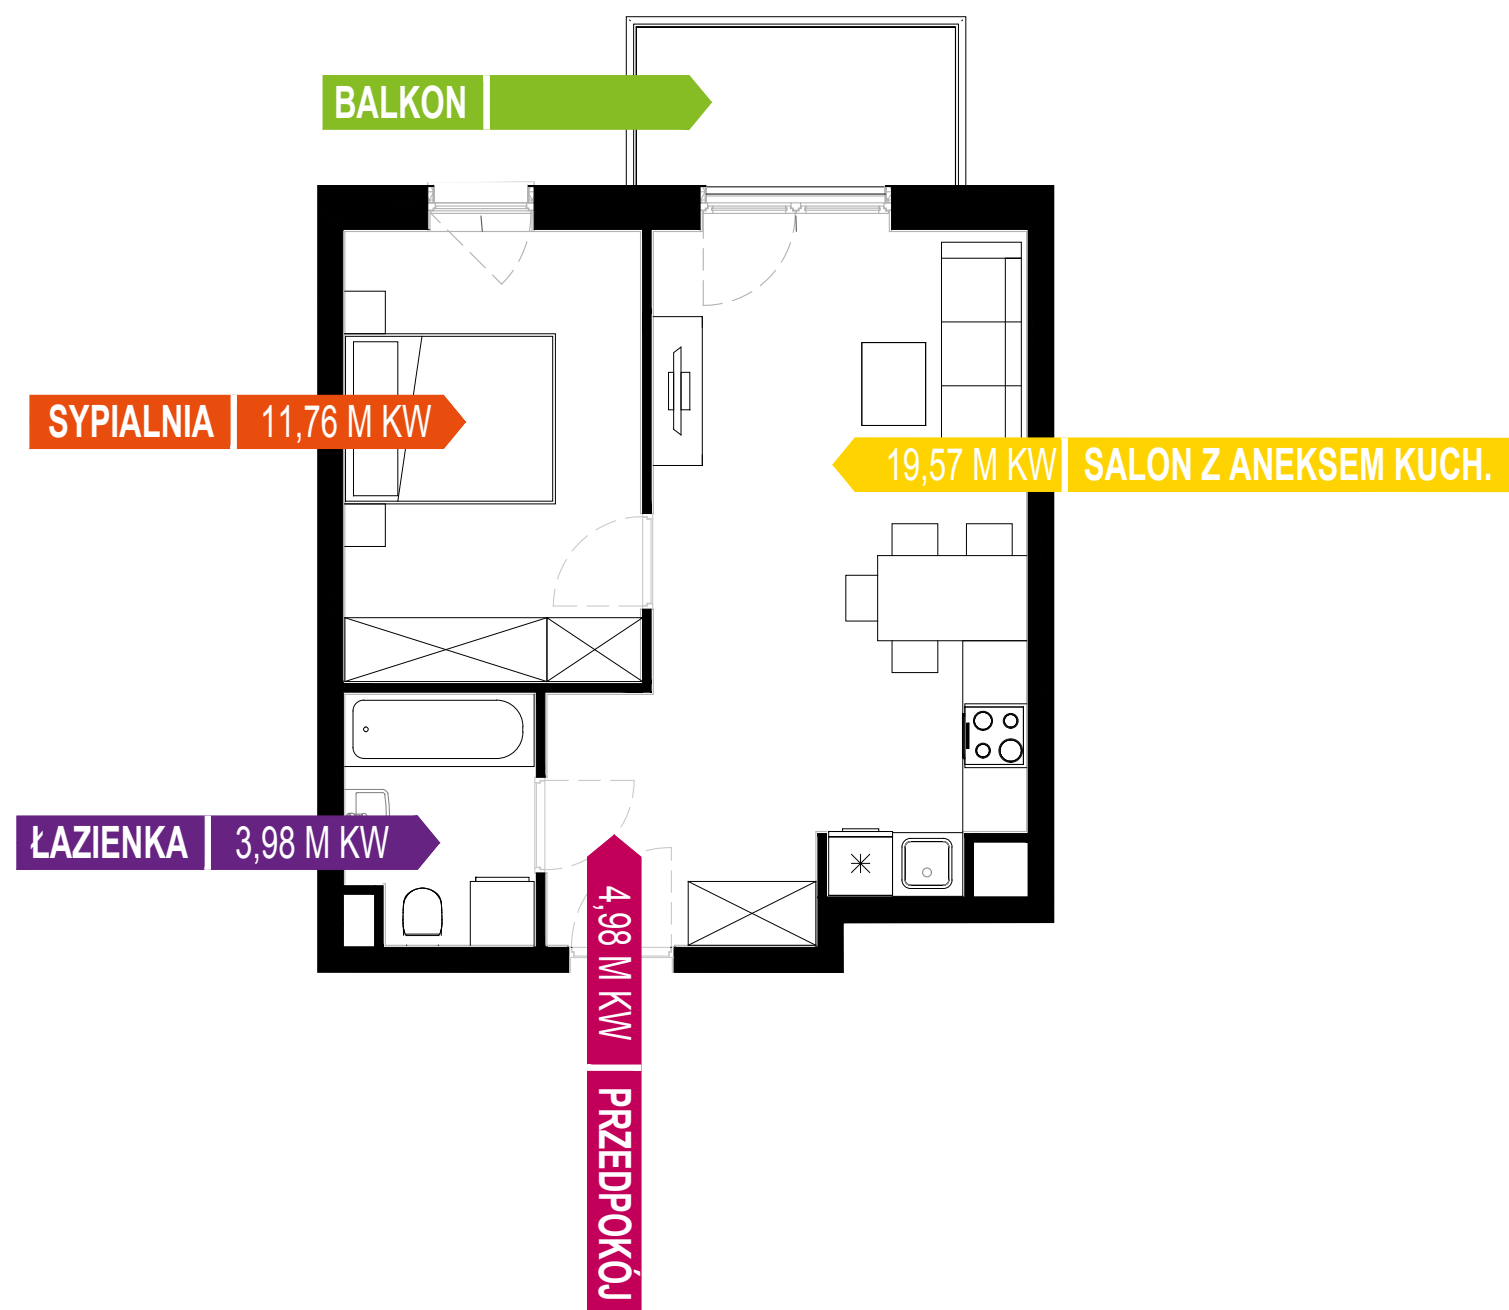 BALKON
SYPIALNIA 11,76 M KW
19,57 M KW SALON Z ANEKSEM KUCH.
ŁAZIENKA 3,98 M KW
4,98 M KW PRZEDPOKÓJ